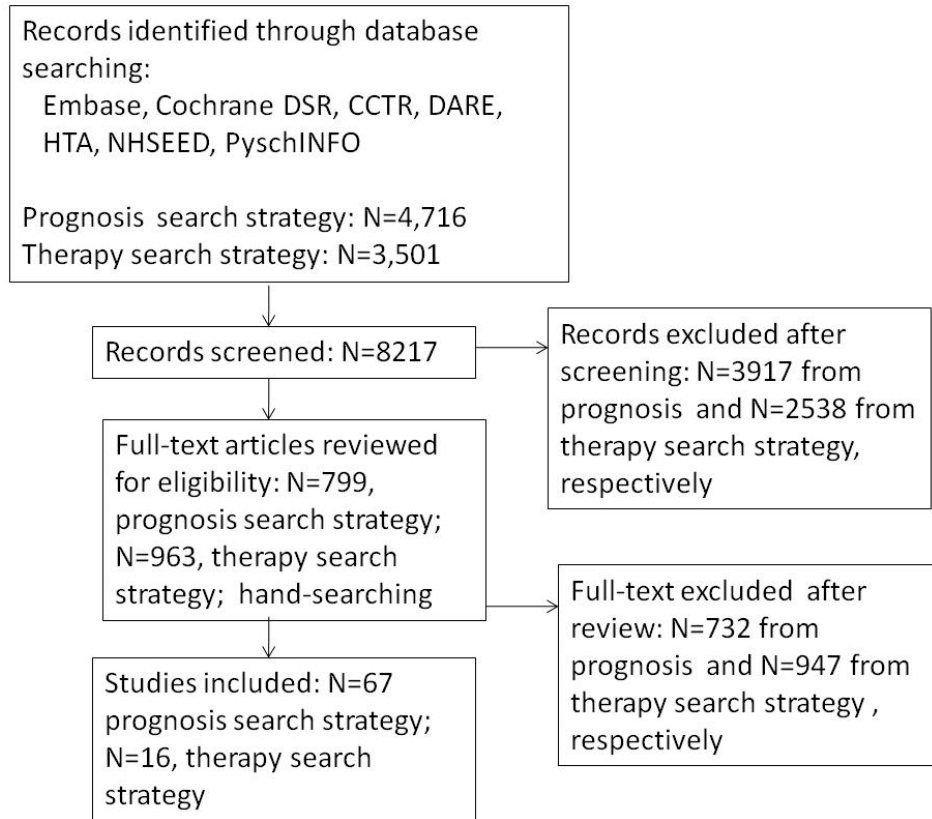 Records identified through database
searching:
Embase, Cochrane DSR, CCTR, DARE,
HTA, NHSEED, PyschINFO
Prognosis search strategy: N=4,716
Therapy search strategy: N=3,501
Records screened: N=8217
Records excluded after
screening: N=3917 from
prognosis and N=2538 from
therapy search strategy,
respectively
Full-text articles reviewed
for eligibility: N=799,
prognosis search strategy;
N=963, therapy search
strategy; hand-searching
Full-text excluded after
review: N=732 from
prognosis and N=947 from
therapy search strategy ,
respectively
Studies included: N=67
prognosis search strategy;
N=16, therapy search
strategy